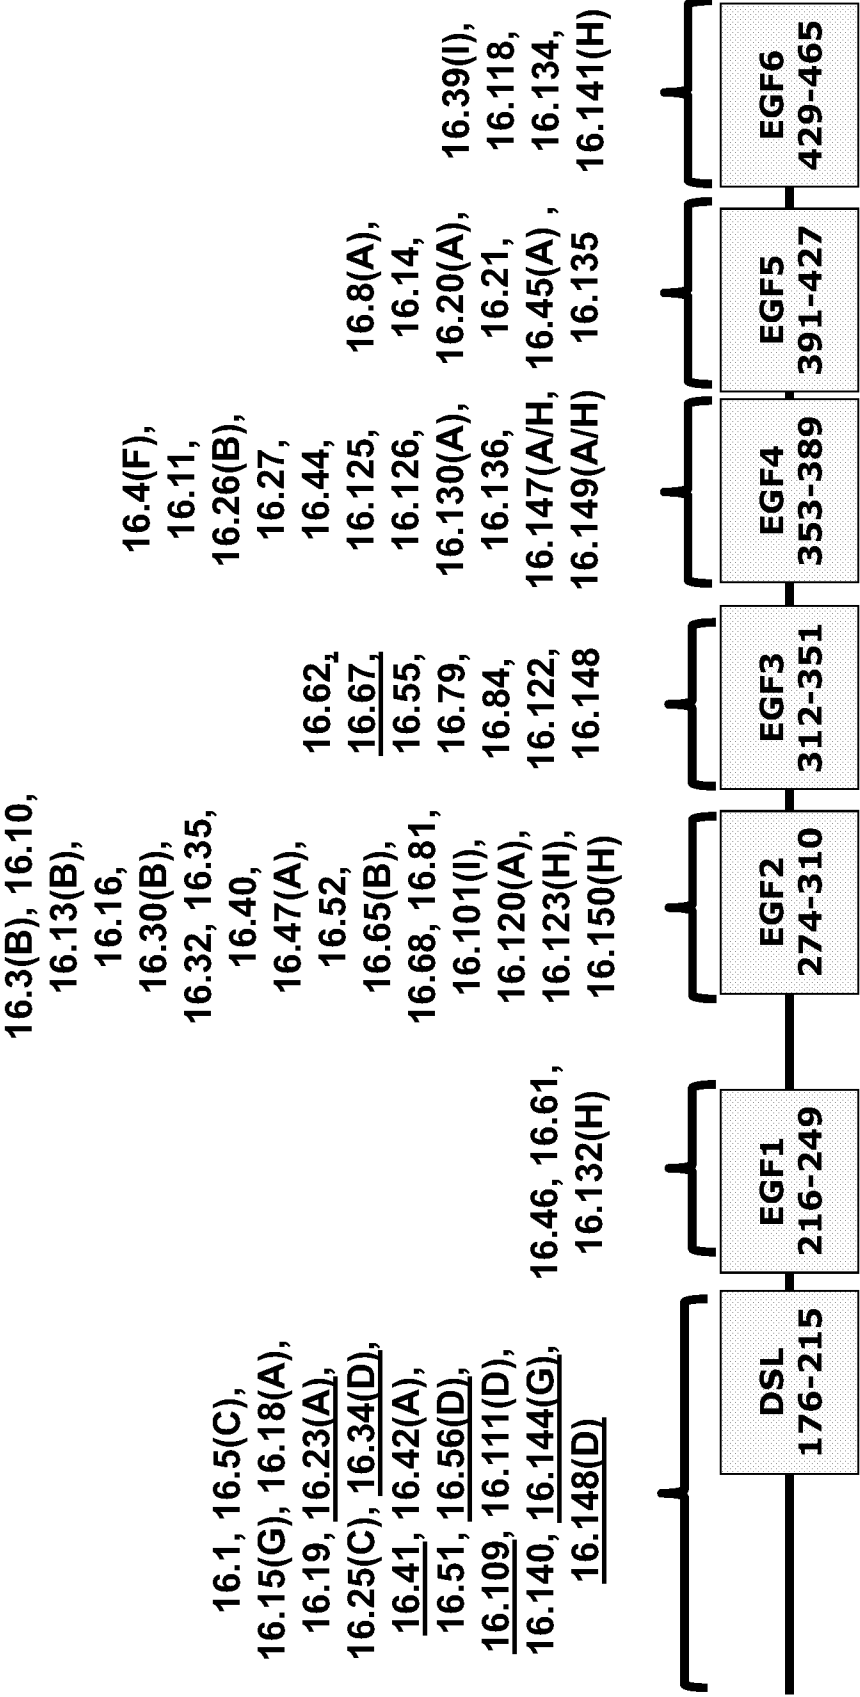 16.1, 16.5(C),
16.15(G), 16.18(A),
16.19, 16.23(A),
16.25(C), 16.34(D),
16.41, 16.42(A),
16.51, 16.56(D),
16.109, 16.111(D),
16.140, 16.144(G),
16.148(D)
DSL
176-215
16.46, 16.61,
16.132(H)
EGF1
216-249
16.3(B), 16.10,
16.13(B),
16.16,
16.30(B),
16.32, 16.35,
16.40,
16.47(A),
16.52,
16.65(B),
16.68, 16.81,
16.101(I),
16.120(A),
16.123(H),
16.150(H)
EGF2
274-310
16.62,
16.67,
16.55,
16.79,
16.84,
16.122,
16.148
EGF3
312-351
16.4(F),
16.11,
16.26(B),
16.27,
16.44,
16.125,
16.126,
16.130(A),
16.136,
16.147(A/H,
16.149(A/H)
EGF4
353-389
16.8(A),
16.14,
16.20(A),
16.21,
16.45(A) ,
16.135
EGF5
391-427
16.39(I),
16.118,
16.134,
16.141(H)
EGF6
429-465